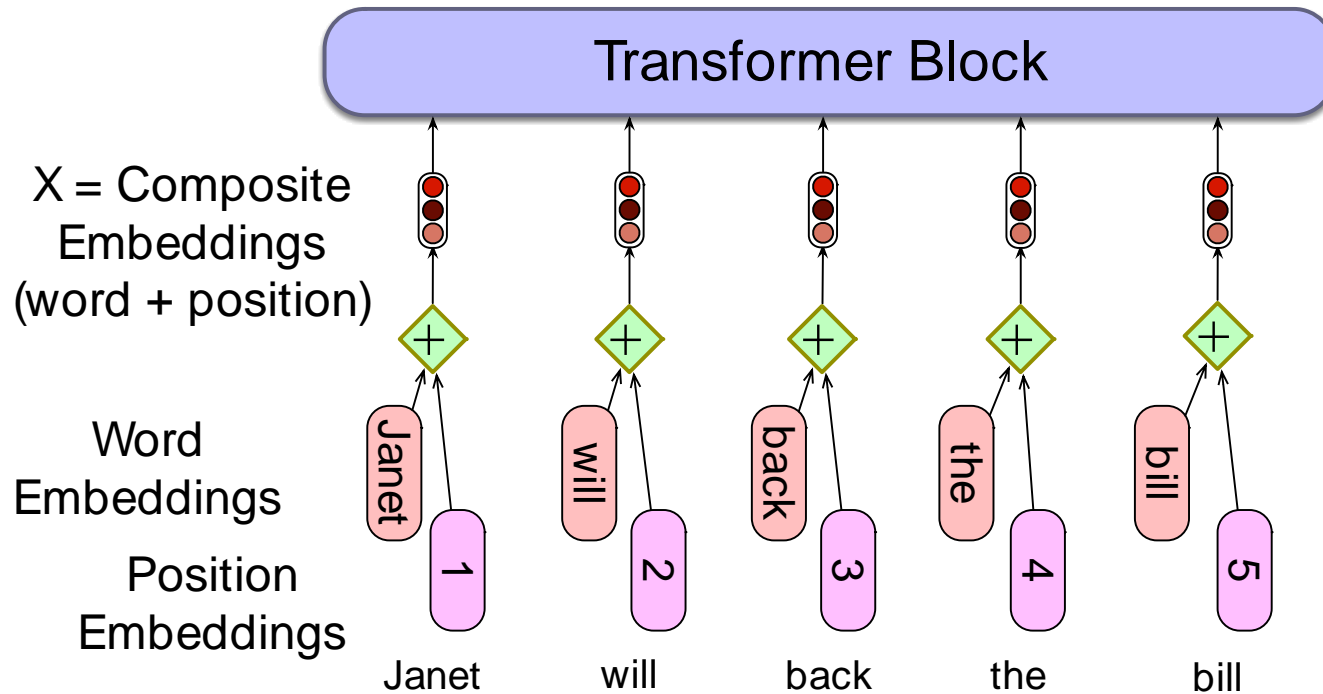 Transformer Block
X = Composite
Embeddings
(word + position)
+ + + + +
Word
Embeddings
Janet will back the bill
Position
Embeddings
1 2 3 4 5
Janet will back the bill